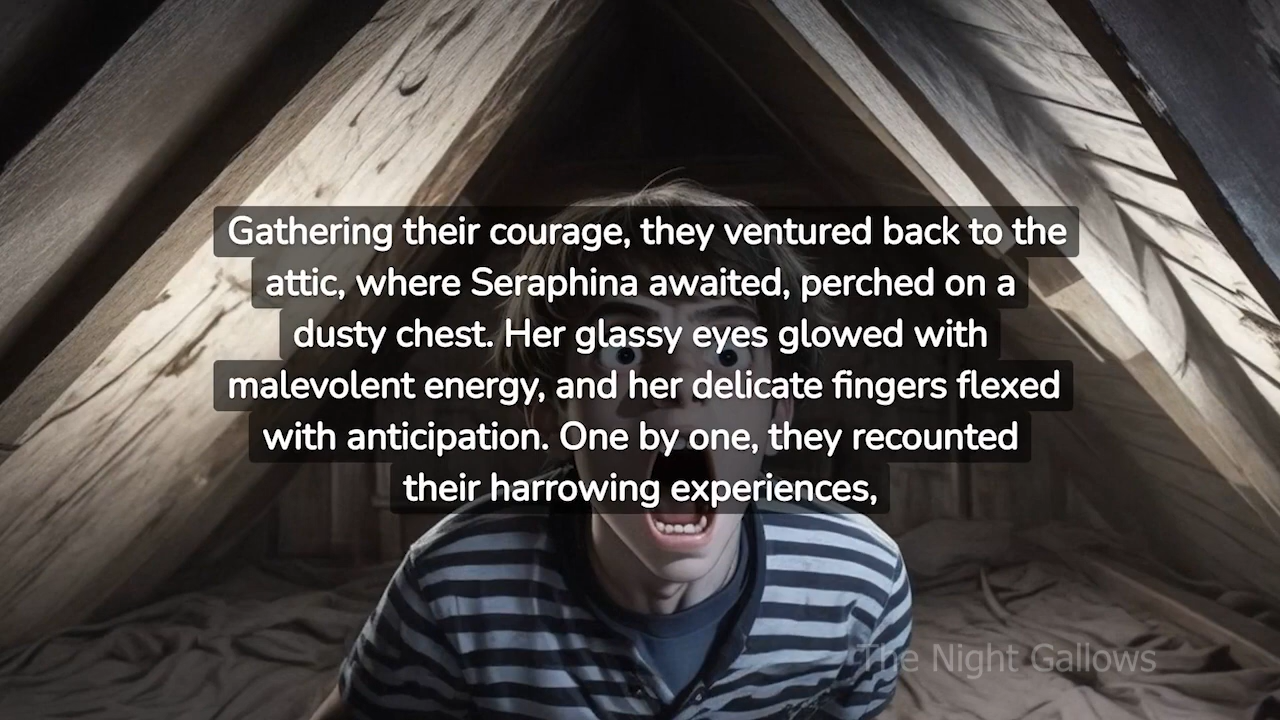 Gathering their courage, they ventured back to the
attic, where Seraphina awaited, perched on a
dusty chest. Her glassy eyes glowed with
malevolent energy, and her delicate fingers flexed
with anticipation. One by one, they recounted
their harrowing experiences,
The Night Gallows